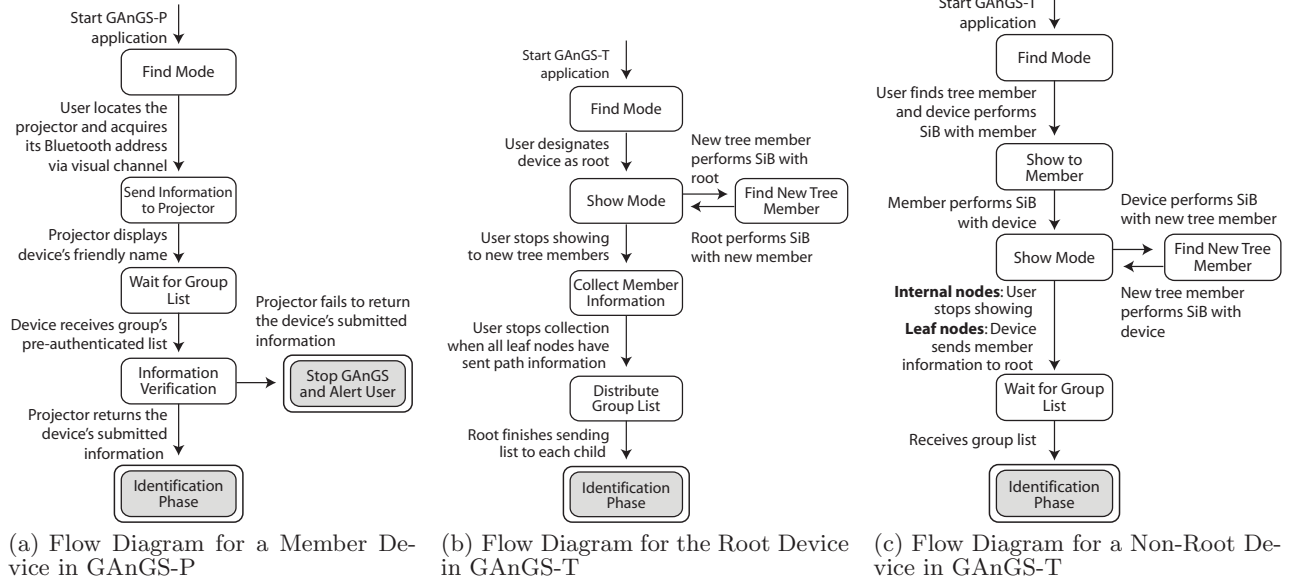 Start GAnGS-P
application
Find Mode
User locates the
projector and acquires
its Bluetooth address
via visual channel
Send Information
to Projector
Projector displays
device's friendly name
Wait for Group
List
Device receives group's
pre-authenticated list
Information
Verification
Projector fails to return
the device's submitted
information
Stop GAnGS
and Alert User
Projector returns the
device's submitted
information
Identification
Phase
(a) Flow Diagram for a Member De-
vice in GAnGS-P
Start GAnGS-T
application
Find Mode
User designates
device as root
New tree member
performs SiB with
root
Show Mode
Find New Tree
Member
Root performs SiB
with new member
User stops showing
to new tree members
Collect Member
Information
User stops collection
when all leaf nodes have
sent path information
Distribute
Group List
Root finishes sending
list to each child
Identification
Phase
(b) Flow Diagram for the Root Device
in GAnGS-T
Start GAnGS-T
application
Find Mode
User finds tree member
and device performs
SiB with member
Show to
Member
Member performs SiB
with device
Device performs SiB
with new tree member
Show Mode
Find New Tree
Member
New tree member
performs SiB with
device
Internal nodes: User
stops showing
Leaf nodes: Device
sends member
information to root
Wait for Group
List
Receives group list
Identification
Phase
(c) Flow Diagram for a Non-Root De-
vice in GAnGS-T